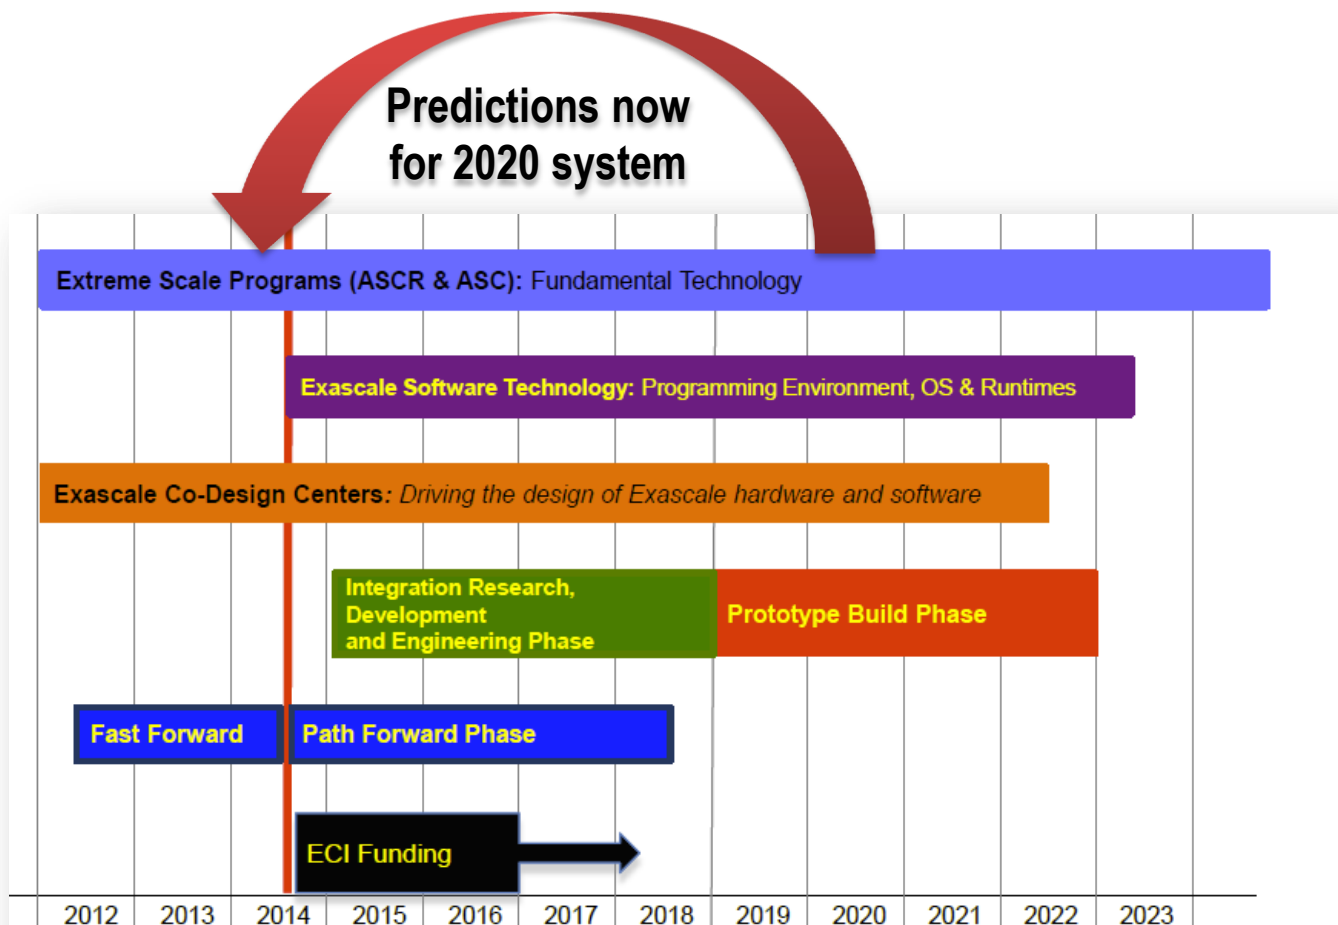 Predictions now
for 2020 system
Extreme Scale Programs (ASCR & ASC): Fundamental Technology
Exascale Software Technology: Programming Environment, OS & Runtimes
Exascale Co-Design Centers: Driving the design of Exascale hardware and software
Integration Research,
Development
and Engineering Phase
Prototype Build Phase
Fast Forward
Path Forward Phase
ECI Funding
2012 2013 2014 2015 2016 2017 2018 2019 2020 2021 2022 2023